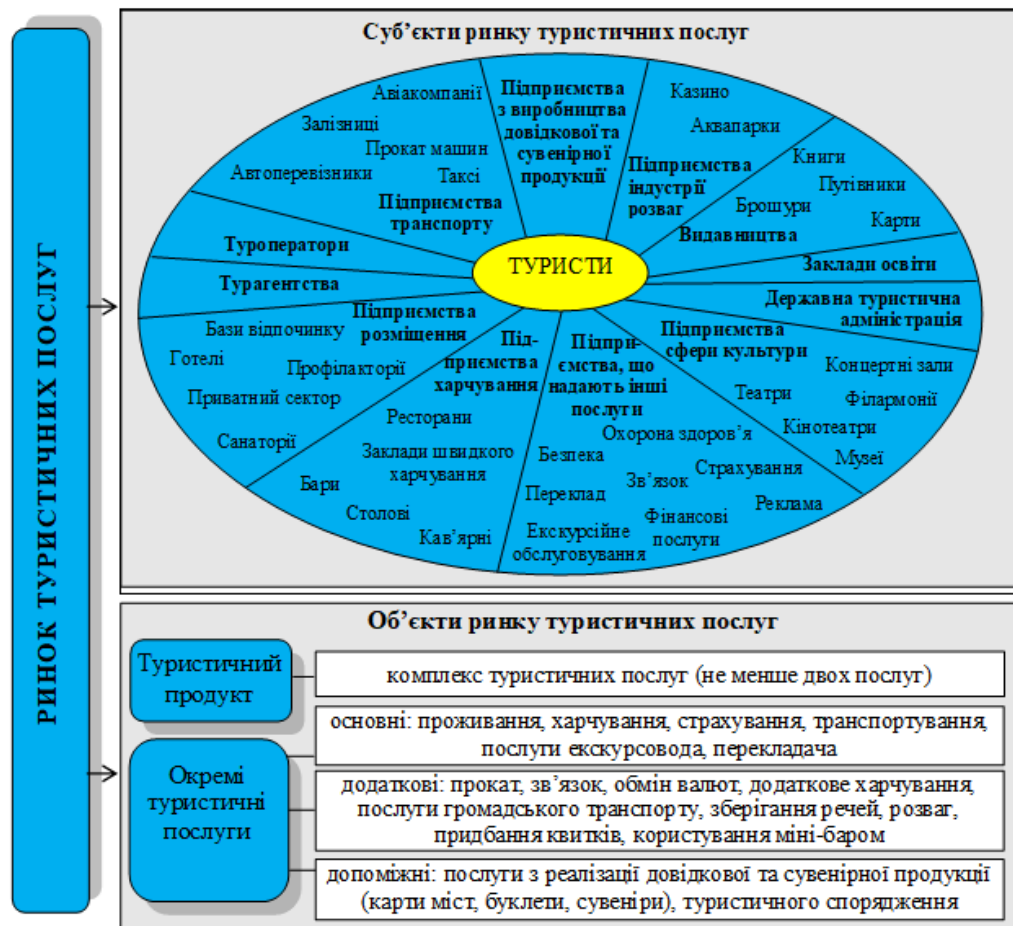 РИНОК ТУРИСТИЧНИХ ПОСЛУГ
Суб’єкти ринку туристичних послуг
Авіакомпанії
Залізниці
Прокат машин
Автоперевізники
Таксі
Підприємства
транспорту
Підприємства
з виробництва
довідкової та
сувенірної
продукції
Казино
Аквапарки
Підприємства
індустрії
розваг
Книги
Путівники
Брошури
Карти
Видавництва
Туроператори
ТУРИСТИ
Заклади освіти
Турагентства
Державна туристична
адміністрація
Підприємства
розміщення
Бази відпочинку
Готелі
Профілакторії
Приватний сектор
Санаторії
Під-
приємства
харчування
Ресторани
Заклади швидкого
харчування
Бари
Столові
Кав’ярні
Підпри-
ємства, що
надають інші
послуги
Охорона здоров’я
Безпека
Зв’язок
Страхування
Переклад
Реклама
Фінансові
послуги
Екскурсійне
обслуговування
Підприємства
сфери культури
Концертні зали
Театри
Філармонії
Кінотеатри
Музеї
Об’єкти ринку туристичних послуг
Туристичний
продукт
комплекс туристичних послуг (не менше двох послуг)
Окремі
туристичні
послуги
основні: проживання, харчування, страхування, транспортування,
послуги екскурсовода, перекладача
додаткові: прокат, зв’язок, обмін валют, додаткове харчування,
послуги громадського транспорту, зберігання речей, розваг,
придбання квитків, користування міні-баром
допоміжні: послуги з реалізації довідкової та сувенірної продукції
(карти міст, буклети, сувеніри), туристичного спорядження